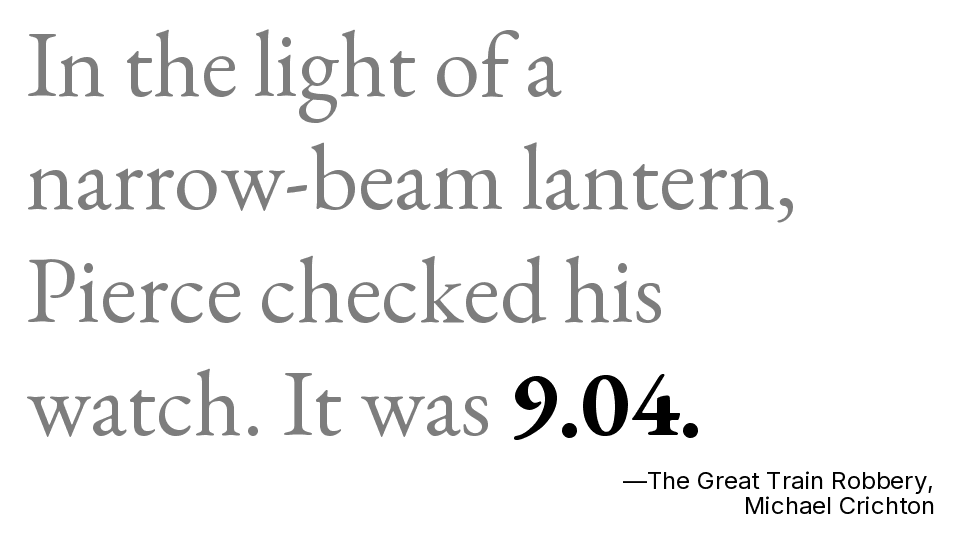 In the light of a
narrow-beam lantern,
Pierce checked his
watch. It was 9.04.
—The Great Train Robbery,
Michael Crichton